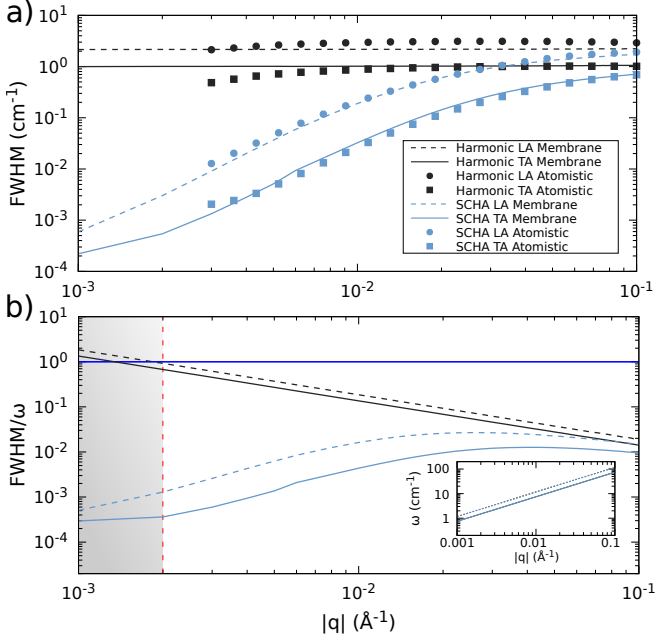 a)
10¹
10⁰
10⁻¹
10⁻²
10⁻³
10⁻⁴
FWHM (cm⁻¹)
Harmonic LA Membrane
Harmonic TA Membrane
Harmonic LA Atomistic
Harmonic TA Atomistic
SCHA LA Membrane
SCHA TA Membrane
SCHA LA Atomistic
SCHA TA Atomistic
10⁻³ 10⁻² 10⁻¹
b)
10¹
10⁰
10⁻¹
10⁻²
10⁻³
10⁻⁴
FWHM/ω
100
10
1
ω (cm⁻¹)
0.001 0.01 0.1
|q| (Å⁻¹)
10⁻³ 10⁻² 10⁻¹
|q| (Å⁻¹)